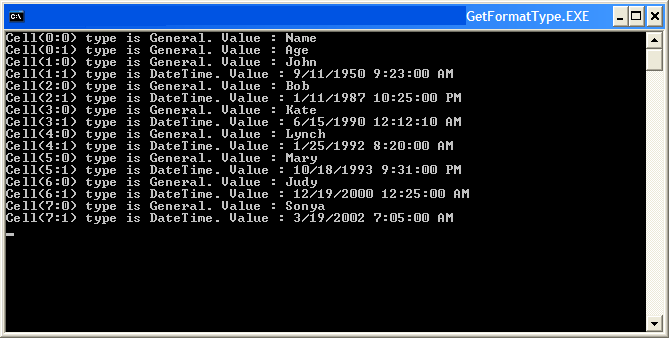 GetFormatType.EXE
Cell(0:0) type is General. Value : Name
Cell(0:1) type is General. Value : Age
Cell(1:0) type is General. Value : John
Cell(1:1) type is DateTime. Value : 9/11/1950 9:23:00 AM
Cell(2:0) type is General. Value : Bob
Cell(2:1) type is DateTime. Value : 1/11/1987 10:25:00 PM
Cell(3:0) type is General. Value : Kate
Cell(3:1) type is DateTime. Value : 6/15/1990 12:12:10 AM
Cell(4:0) type is General. Value : Lynch
Cell(4:1) type is DateTime. Value : 1/25/1992 8:20:00 AM
Cell(5:0) type is General. Value : Mary
Cell(5:1) type is DateTime. Value : 10/18/1993 9:31:00 PM
Cell(6:0) type is General. Value : Judy
Cell(6:1) type is DateTime. Value : 12/19/2000 12:25:00 AM
Cell(7:0) type is General. Value : Sonya
Cell(7:1) type is DateTime. Value : 3/19/2002 7:05:00 AM